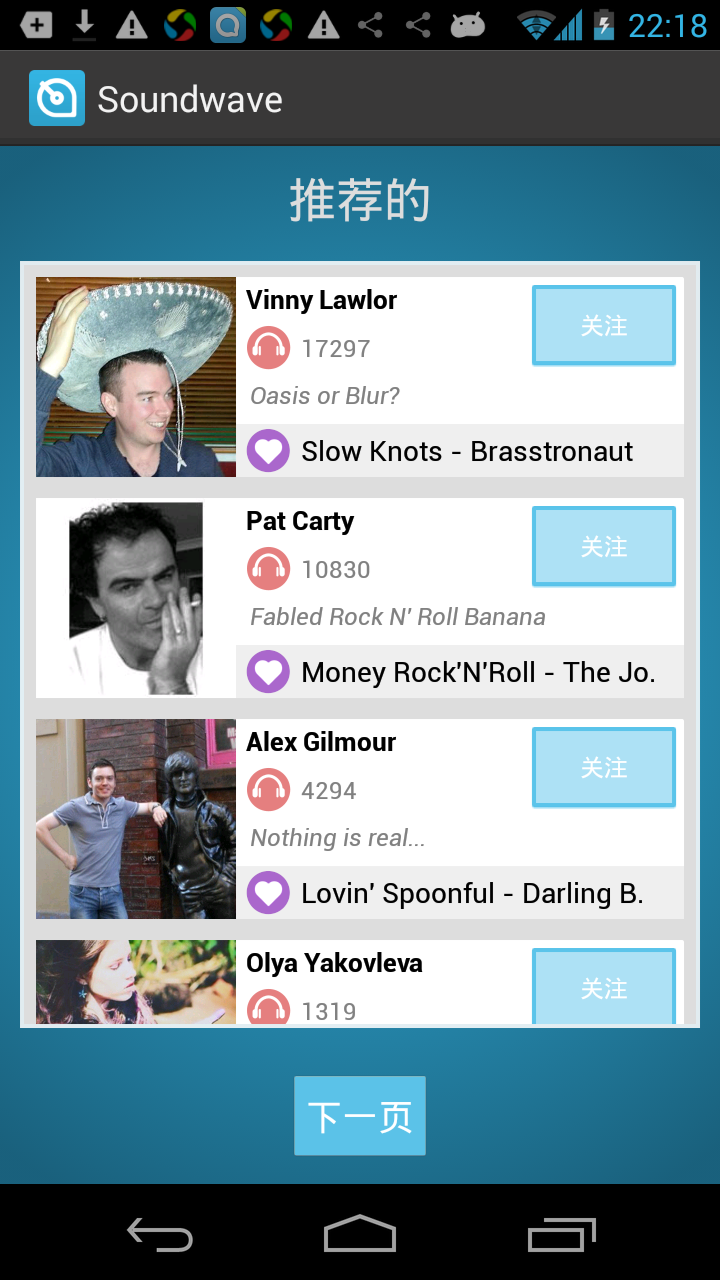 22:18
Soundwave
推荐的
Vinny Lawlor
关注
17297
Oasis or Blur?
Slow Knots - Brasstronaut
Pat Carty
关注
10830
Fabled Rock N' Roll Banana
Money Rock'N'Roll - The Jo.
Alex Gilmour
关注
4294
Nothing is real...
Lovin' Spoonful - Darling B.
Olya Yakovleva
关注
1319
下一页